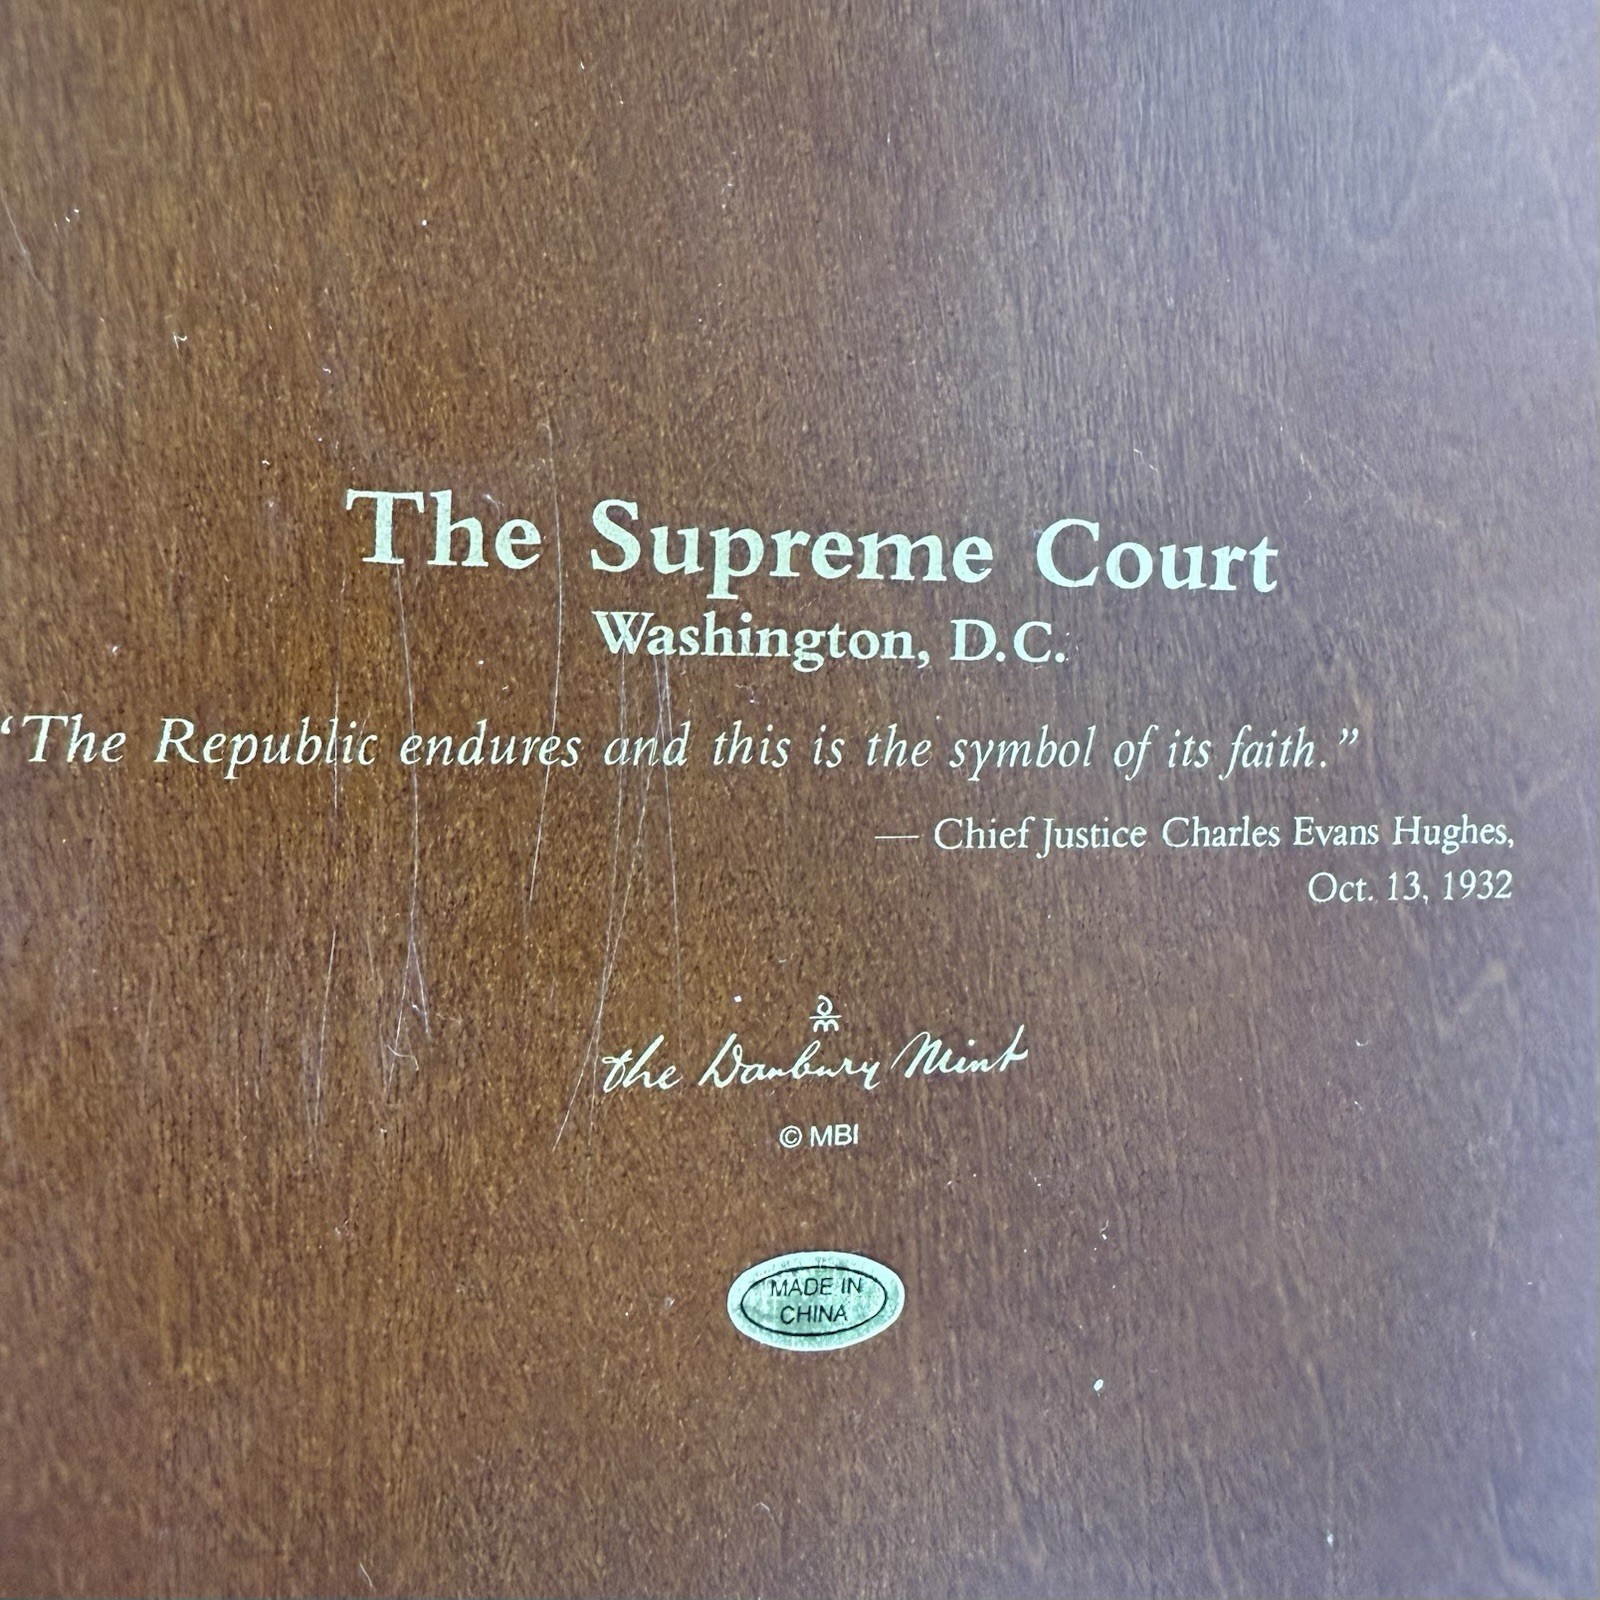 The Supreme Court
Washington, D.C.
“The Republic endures and this is the symbol of its faith.”
— Chief Justice Charles Evans Hughes,
Oct. 13, 1932
the Danbury Mint
© MBI
MADE IN
CHINA